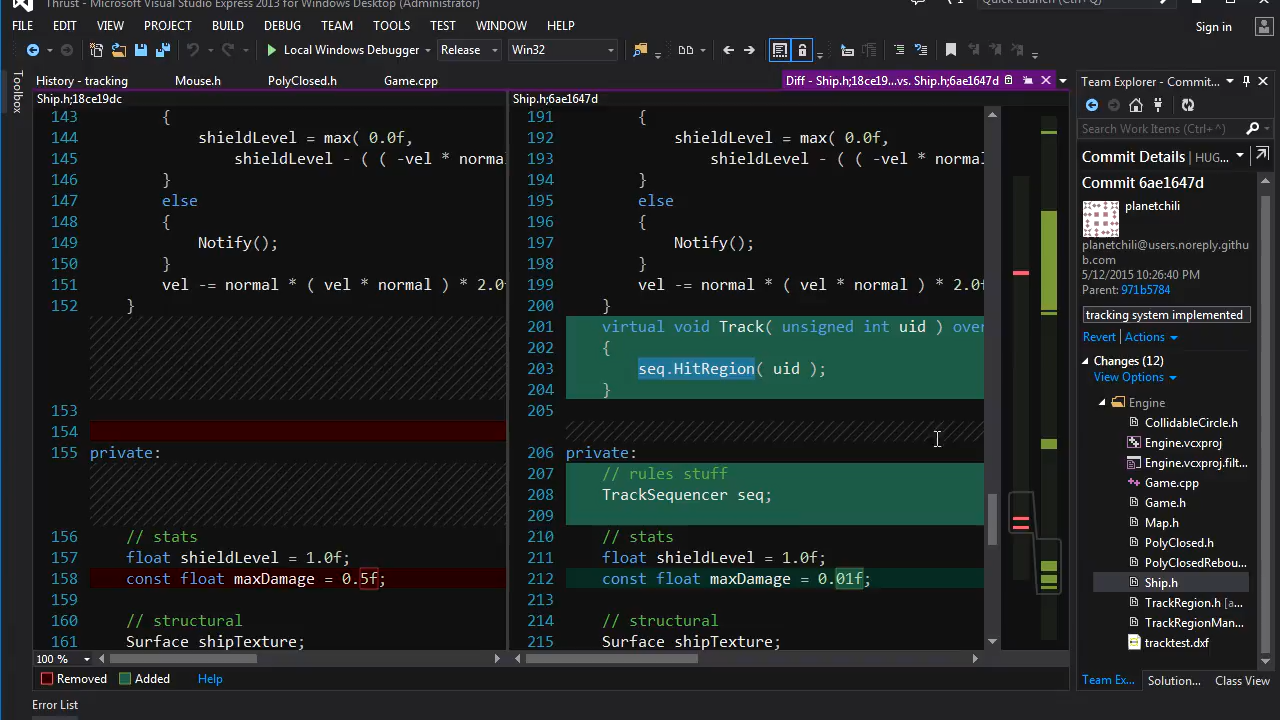 Thrust - Microsoft Visual Studio Express 2013 for Windows Desktop (Administrator)
FILE EDIT VIEW PROJECT BUILD DEBUG TEAM TOOLS TEST WINDOW HELP
Sign in
Local Windows Debugger Release Win32
Toolbox
History - tracking Mouse.h PolyClosed.h Game.cpp Diff - Ship.h;18ce19...vs. Ship.h;6ae1647d
Ship.h;18ce19dc
143 {
144 shieldLevel = max( 0.0f,
145 shieldLevel - ( ( -vel * norma
146 }
147 else
148 {
149 Notify();
150 }
151 vel -= normal * ( vel * normal ) * 2.0
152 }
153
154
155 private:
156 // stats
157 float shieldLevel = 1.0f;
158 const float maxDamage = 0.5f;
159
160 // structural
161 Surface shipTexture;
100 %
Ship.h;6ae1647d
191 {
192 shieldLevel = max( 0.0f,
193 shieldLevel - ( ( -vel * norma
194 }
195 else
196 {
197 Notify();
198 }
199 vel -= normal * ( vel * normal ) * 2.0f
200 }
201 virtual void Track( unsigned int uid ) over
202 {
203 seq.HitRegion( uid );
204 }
205
206 private:
207 // rules stuff
208 TrackSequencer seq;
209
210 // stats
211 float shieldLevel = 1.0f;
212 const float maxDamage = 0.01f;
213
214 // structural
215 Surface shipTexture;
Removed Added Help
Error List
Team Explorer - Commit...
Search Work Items (Ctrl+')
Commit Details | HUG...
Commit 6ae1647d
planetchili
planetchili@users.noreply.githu
b.com
5/12/2015 10:26:40 PM
Parent: 971b5784
tracking system implemented
Revert Actions
Changes (12)
View Options
Engine
CollidableCircle.h
Engine.vcxproj
Engine.vcxproj.filt...
Game.cpp
Game.h
Map.h
PolyClosed.h
PolyClosedRebou...
Ship.h
TrackRegion.h [a...
TrackRegionMan...
tracktest.dxf
Team Ex... Solution... Class View